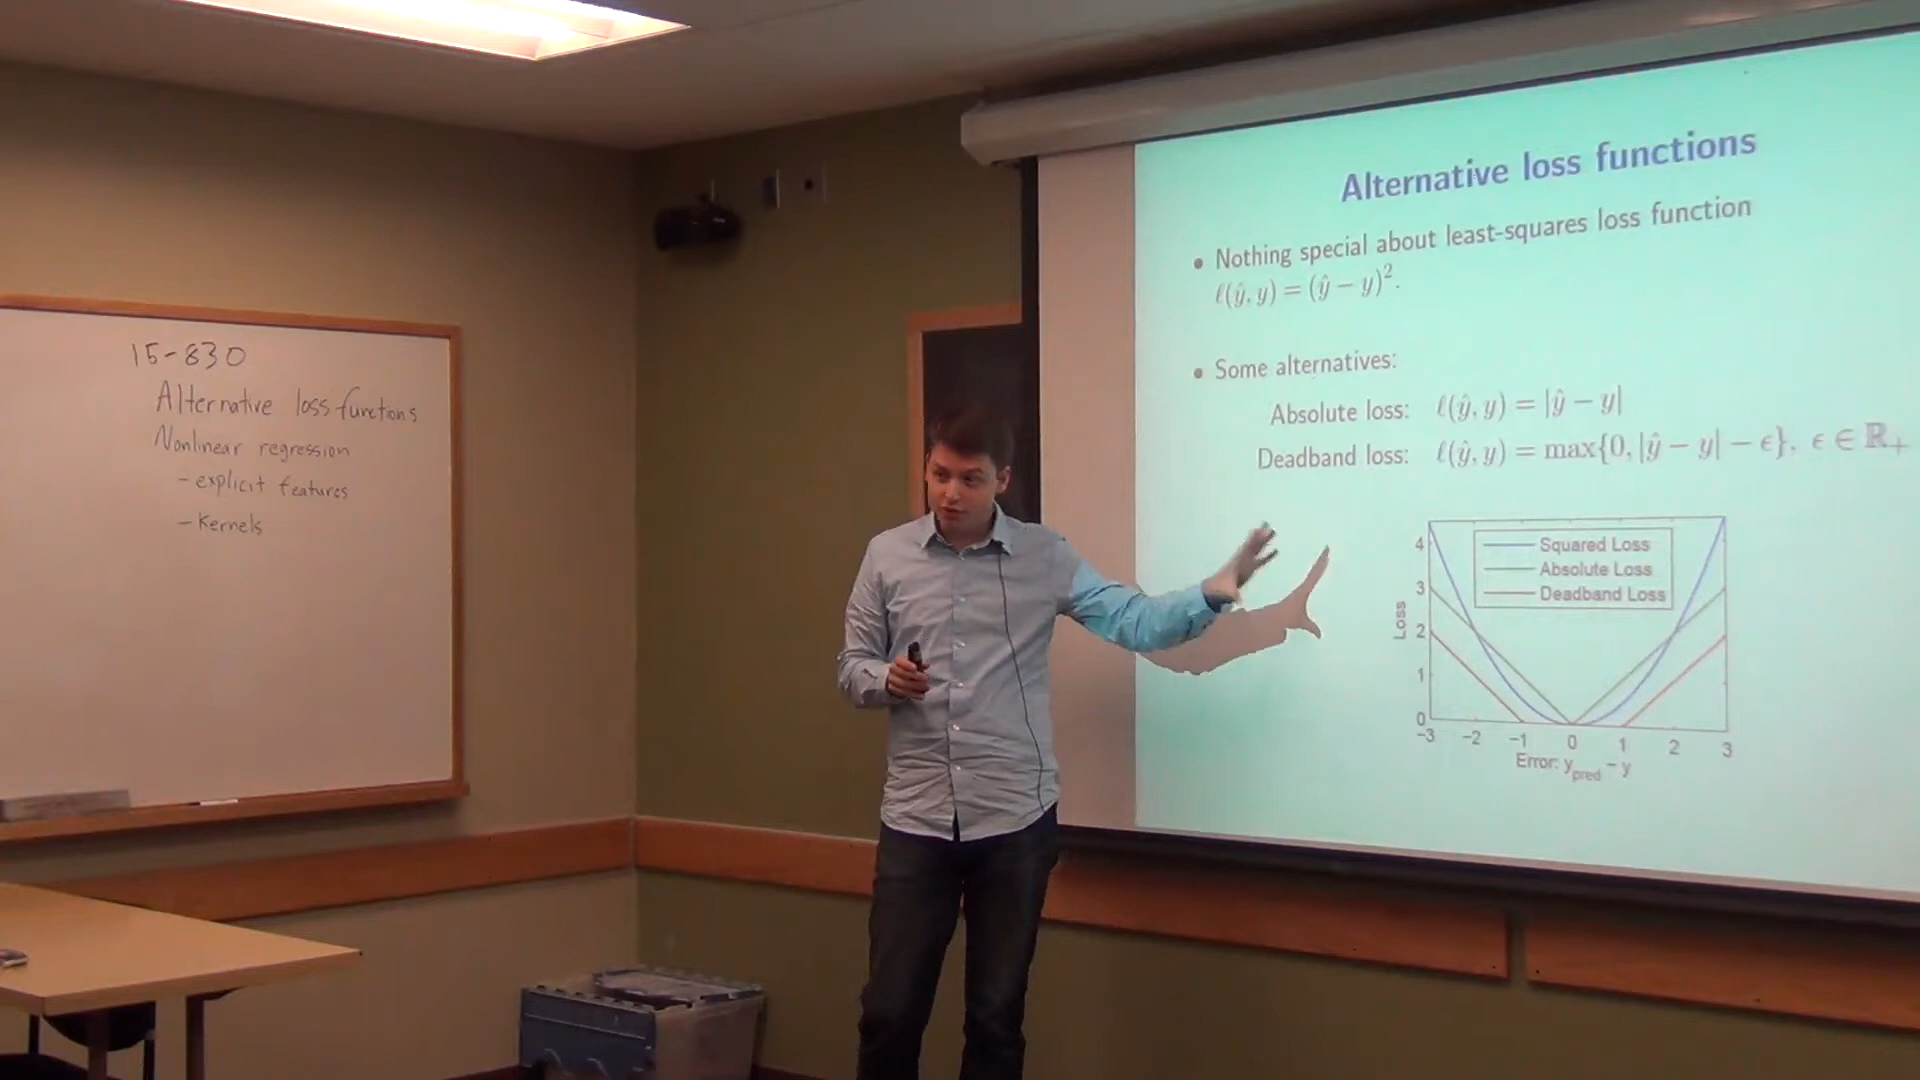 15-830
Alternative loss functions
Nonlinear regression
- explicit features
- Kernels
Alternative loss functions
• Nothing special about least-squares loss function
ℓ(ŷ, y) = (ŷ − y)².
• Some alternatives:
Absolute loss: ℓ(ŷ, y) = |ŷ − y|
Deadband loss: ℓ(ŷ, y) = max{0, |ŷ − y| − ϵ}, ϵ ∈ ℝ₊
Squared Loss
Absolute Loss
Deadband Loss
4
3
2
1
0
Loss
−3 −2 −1 0 1 2 3
Error: y_pred − y